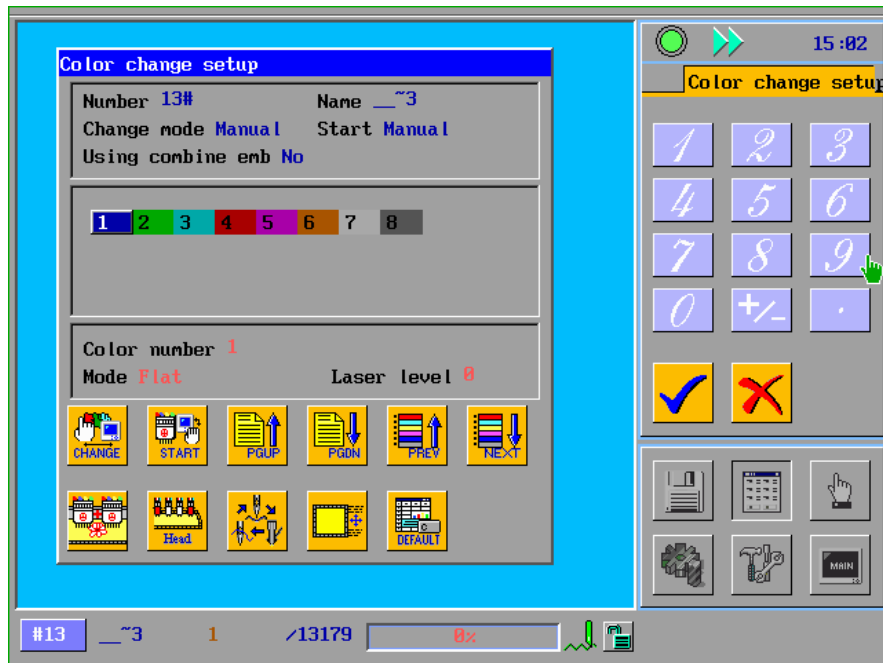 15:02
Color change setup
Color change setup
Number 13# Name __~3
Change mode Manual Start Manual
Using combine emb No
1 2 3 4 5 6 7 8
Color number 1
Mode Flat Laser level 0
CHANGE START PGUP PGDN PREV NEXT
Head DEFAULT
1 2 3
4 5 6
7 8 9
0 +/- .
MAIN
#13 __~3 1 /13179 0%